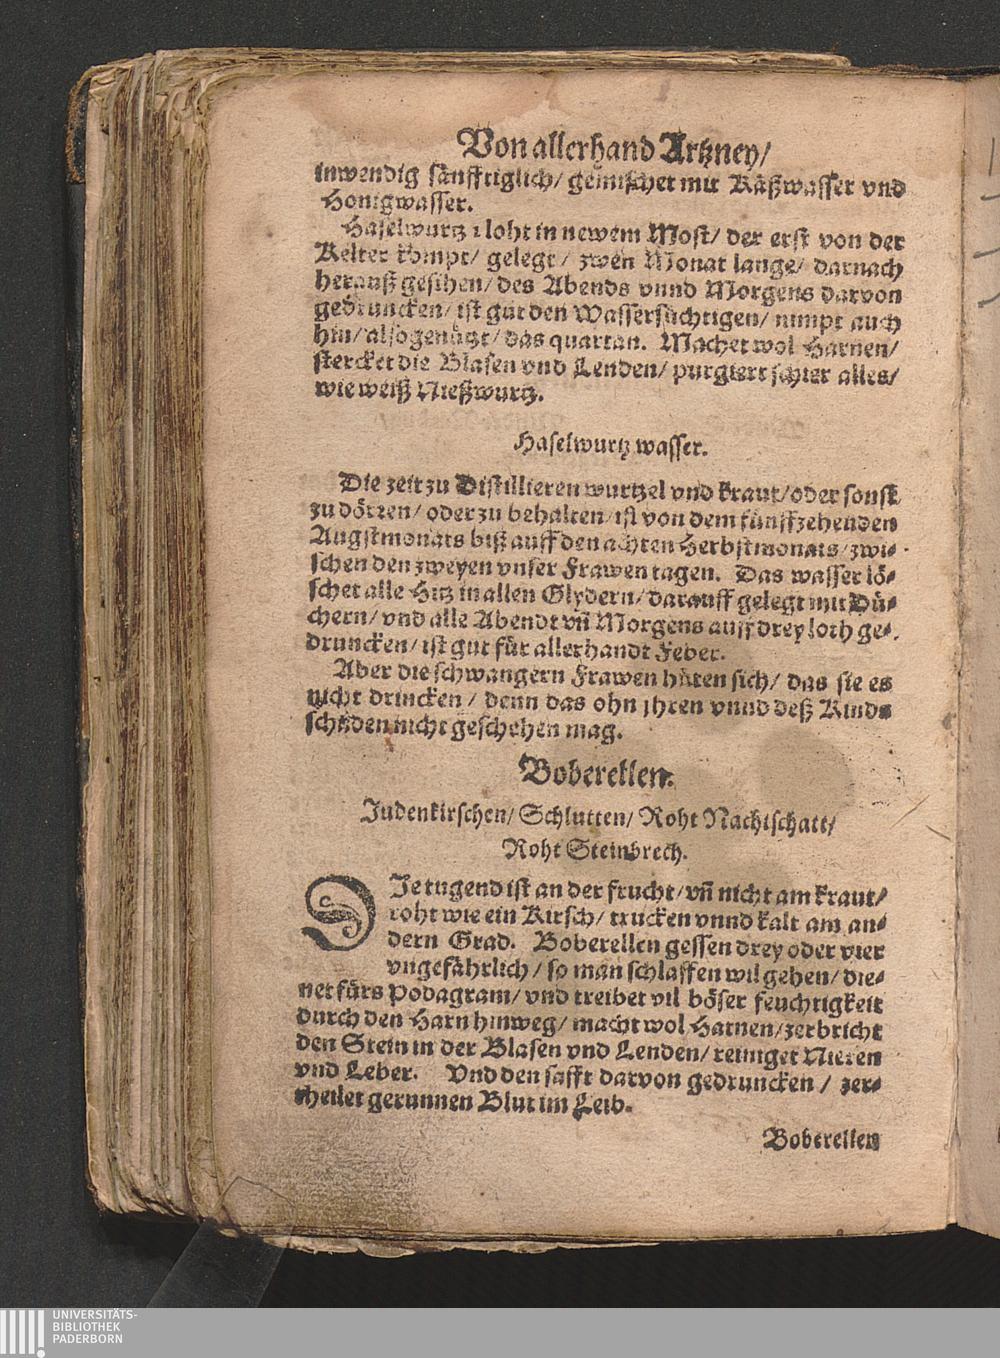 Von allerhand Artzney/
inwendig sänfftiglich/ gemischet mit Käßwasser vnd
Honigwasser.
Haselwurtz j loht in newem Most/ der erst von der
Kelter kompt/ gelegt/ zwen Monat lange/ darnach
herauß gesihen/ des Abends vnnd Morgens darvon
gedruncken/ ist gut den Wassersüchtigen/ nimpt auch
hin/ also genützt/ das quartan. Machet wol Harnen/
stercket die Blasen vnd Lenden/ purgiert schier alles/
wie weiß Nießwurtz.
Haselwurtz wasser.
Die zeit zu Distillieren wurtzel vnd kraut/ oder sonst
zu dörren/ oder zu behalten/ ist von dem fünffzehenden
Augstmonats biß auff den achten Herbstmonats/ zwi-
schen den zweyen vnser Frawen tagen. Das wasser lö-
schet alle Hitz in allen Glydern/ darauff gelegt mit Dü-
chern/ vnd alle Abendt vñ Morgens auff drey loth ge-
druncken/ ist gut für allerhandt Feber.
Aber die schwangern Frawen hüten sich/ das sie es
nicht drincken/ denn das ohn jhren vnnd deß Kinds
schaden nicht geschehen mag.
Boberellen.
Judenkirschen/ Schlutten/ Roht Nachtschatt/
Roht Steinbrech.
DJe tugend ist an der frucht/ vñ nicht am kraut/
roht wie ein Kirsch/ trucken vnnd kalt am an-
dern Grad. Boberellen gessen drey oder vier
vngefährlich/ so man schlaffen wil gehen/ die-
net fürs Podagram/ vnd treibet vil böser feuchtigkeit
durch den Harn hinweg/ macht wol Harnen/ zerbricht
den Stein in der Blasen vnd Lenden/ reiniget Nieren
vnd Leber. Vnd den safft darvon gedruncken/ zer-
theilet gerunnen Blut im Leib.
Boberellen
UNIVERSITÄTS-
BIBLIOTHEK
PADERBORN